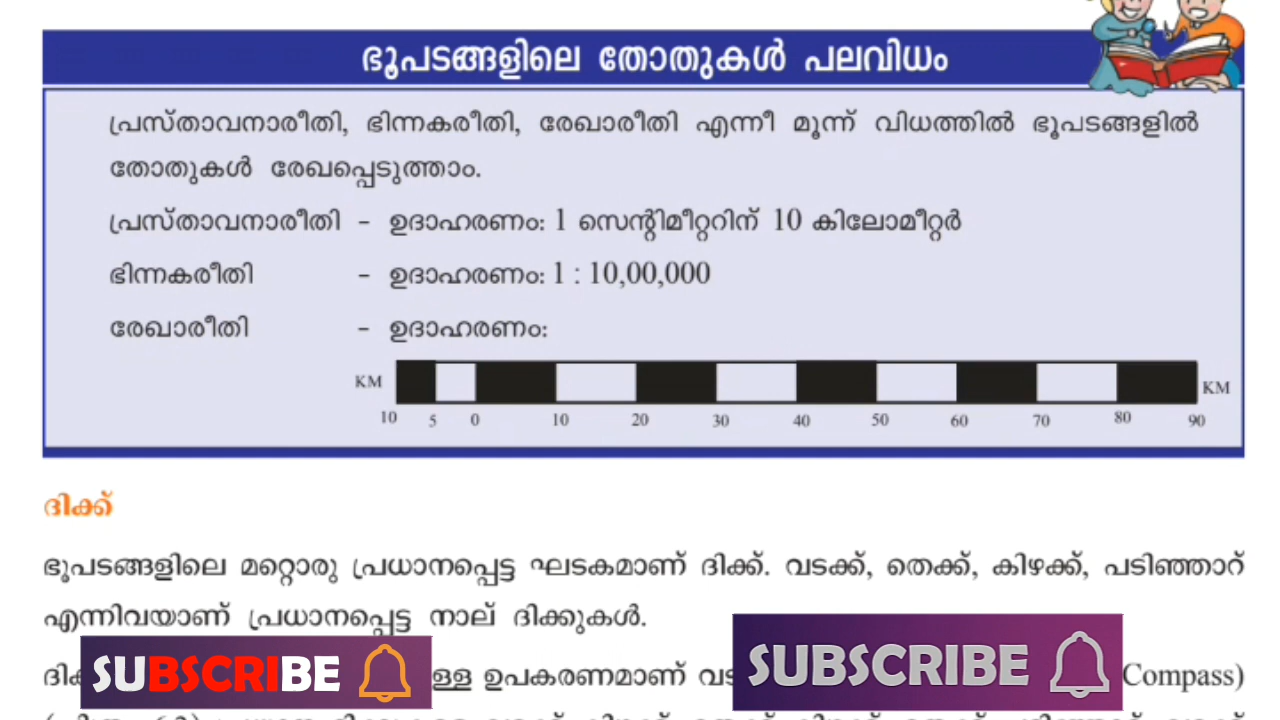 ഭൂപടങ്ങളിലെ തോതുകൾ പലവിധം
പ്രസ്താവനാരീതി, ഭിന്നകരീതി, രേഖാരീതി എന്നീ മൂന്ന് വിധത്തിൽ ഭൂപടങ്ങളിൽ
തോതുകൾ രേഖപ്പെടുത്താം.
പ്രസ്താവനാരീതി - ഉദാഹരണം: 1 സെന്റിമീറ്ററിന് 10 കിലോമീറ്റർ
ഭിന്നകരീതി - ഉദാഹരണം: 1 : 10,00,000
രേഖാരീതി - ഉദാഹരണം:
KM KM
10 5 0 10 20 30 40 50 60 70 80 90
ദിക്ക്
ഭൂപടങ്ങളിലെ മറ്റൊരു പ്രധാനപ്പെട്ട ഘടകമാണ് ദിക്ക്. വടക്ക്, തെക്ക്, കിഴക്ക്, പടിഞ്ഞാറ്
എന്നിവയാണ് പ്രധാനപ്പെട്ട നാല് ദിക്കുകൾ.
ഉപകരണമാണ് Compass)
SUBSCRIBE SUBSCRIBE